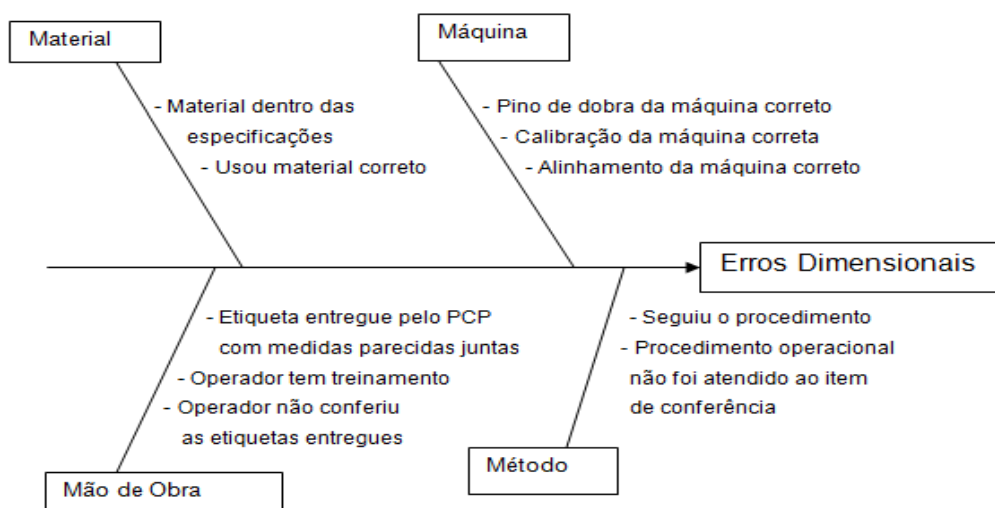 Material
Máquina
- Material dentro das
especificações
- Usou material correto
- Pino de dobra da máquina correto
- Calibração da máquina correta
- Alinhamento da máquina correto
Erros Dimensionais
- Etiqueta entregue pelo PCP
com medidas parecidas juntas
- Operador tem treinamento
- Operador não conferiu
as etiquetas entregues
- Seguiu o procedimento
- Procedimento operacional
não foi atendido ao item
de conferência
Mão de Obra
Método